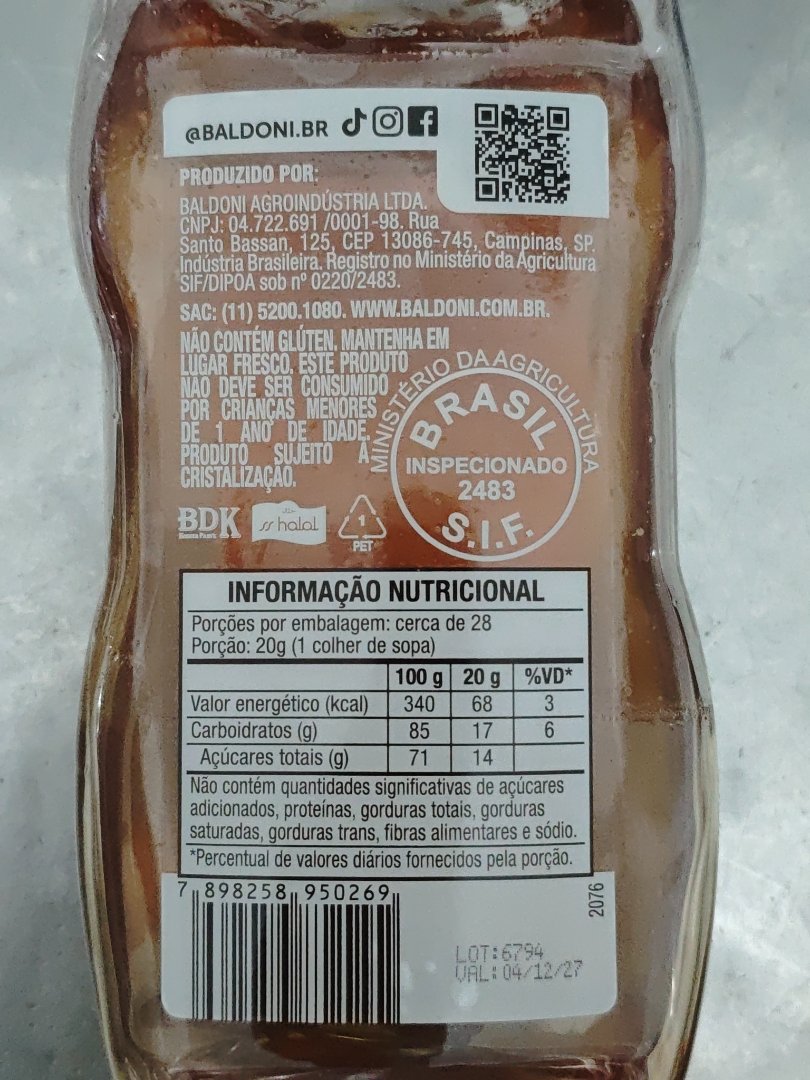 @BALDONI.BR
PRODUZIDO POR:
BALDONI AGROINDÚSTRIA LTDA.
CNPJ: 04.722.691 /0001-98. Rua
Santo Bassan, 125, CEP 13086-745, Campinas, SP.
Indústria Brasileira. Registro no Ministério da Agricultura
SIF/DIPOA sob nº 0220/2483.
SAC: (11) 5200.1080. WWW.BALDONI.COM.BR.
NÃO CONTÉM GLÚTEN. MANTENHA EM
LUGAR FRESCO. ESTE PRODUTO
NÃO DEVE SER CONSUMIDO
POR CRIANÇAS MENORES
DE 1 ANO DE IDADE.
PRODUTO SUJEITO À
CRISTALIZAÇÃO.
MINISTÉRIO DA AGRICULTURA
BRASIL
INSPECIONADO
2483
S.I.F.
BDK
halal
1
PET
INFORMAÇÃO NUTRICIONAL
Porções por embalagem: cerca de 28
Porção: 20g (1 colher de sopa)
100 g 20 g %VD*
Valor energético (kcal) 340 68 3
Carboidratos (g) 85 17 6
Açúcares totais (g) 71 14
Não contém quantidades significativas de açúcares
adicionados, proteínas, gorduras totais, gorduras
saturadas, gorduras trans, fibras alimentares e sódio.
*Percentual de valores diários fornecidos pela porção.
7 898258 950269
2076
LOT:6794
VAL:04/12/27